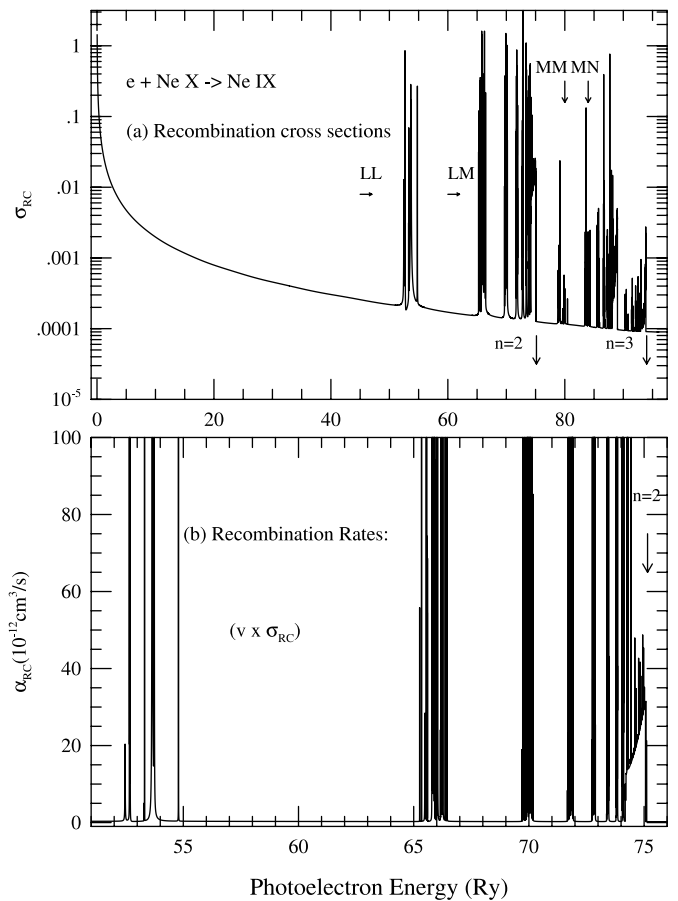 1
e + Ne X -> Ne IX
MM MN
.1
(a) Recombination cross sections
LL
LM
.01
σRC
.001
.0001
n=2
n=3
10-5
0 20 40 60 80
100
n=2
80
(b) Recombination Rates:
60
(v x σRC)
αRC(10-12cm3/s)
40
20
0
55 60 65 70 75
Photoelectron Energy (Ry)